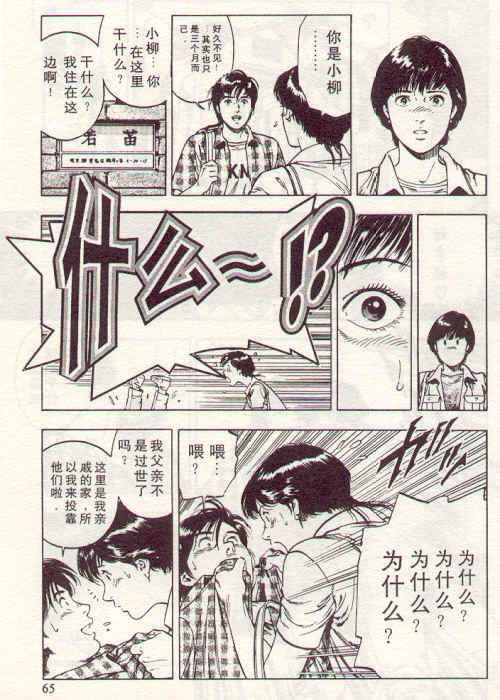 你是小柳
………
好久不见！
…其实也只
是三个月而
已．
小柳…你
…在这里
干什么？
干什么？
我住在这
边啊！
若苗
什么～!?
为什么？
为什么？
为什么？
为什么？
喂…
喂？
我父亲不
是过世了
吗？
这里是我亲
戚的家，所
以我来投靠
他们啦．
KN
65